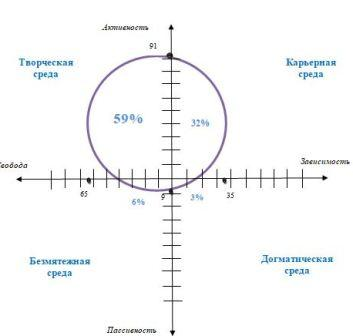 Активность
91
Творческая
среда
Карьерная
среда
59%
32%
вобода
Зависимость
65
6%
9
3%
35
Безмятежная
среда
Догматическая
среда
Пассивность